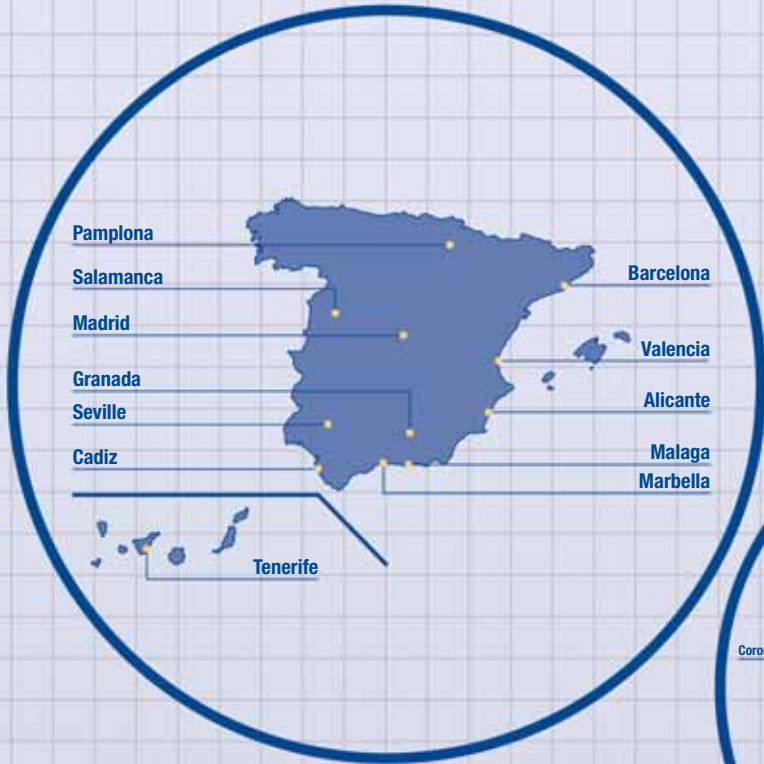 Pamplona
Salamanca
Madrid
Granada
Seville
Cadiz
Barcelona
Valencia
Alicante
Malaga
Marbella
Tenerife